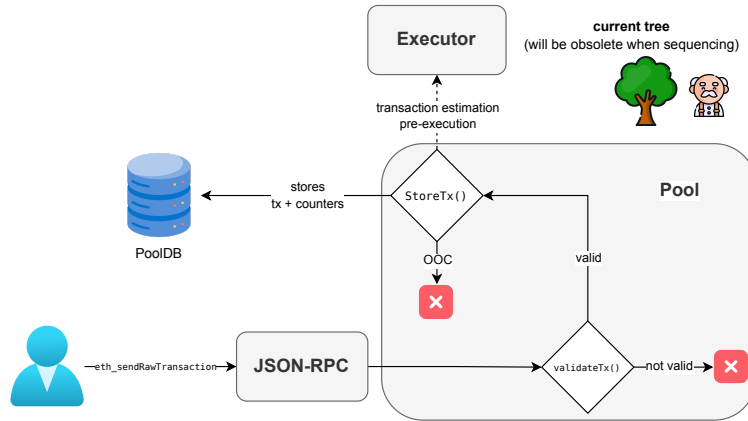 Executor
current tree
(will be obsolete when sequencing)
transaction estimation
pre-execution
Pool
StoreTx()
stores
tx + counters
PoolDB
OOC
valid
eth_sendRawTransaction
JSON-RPC
validateTx()
not valid